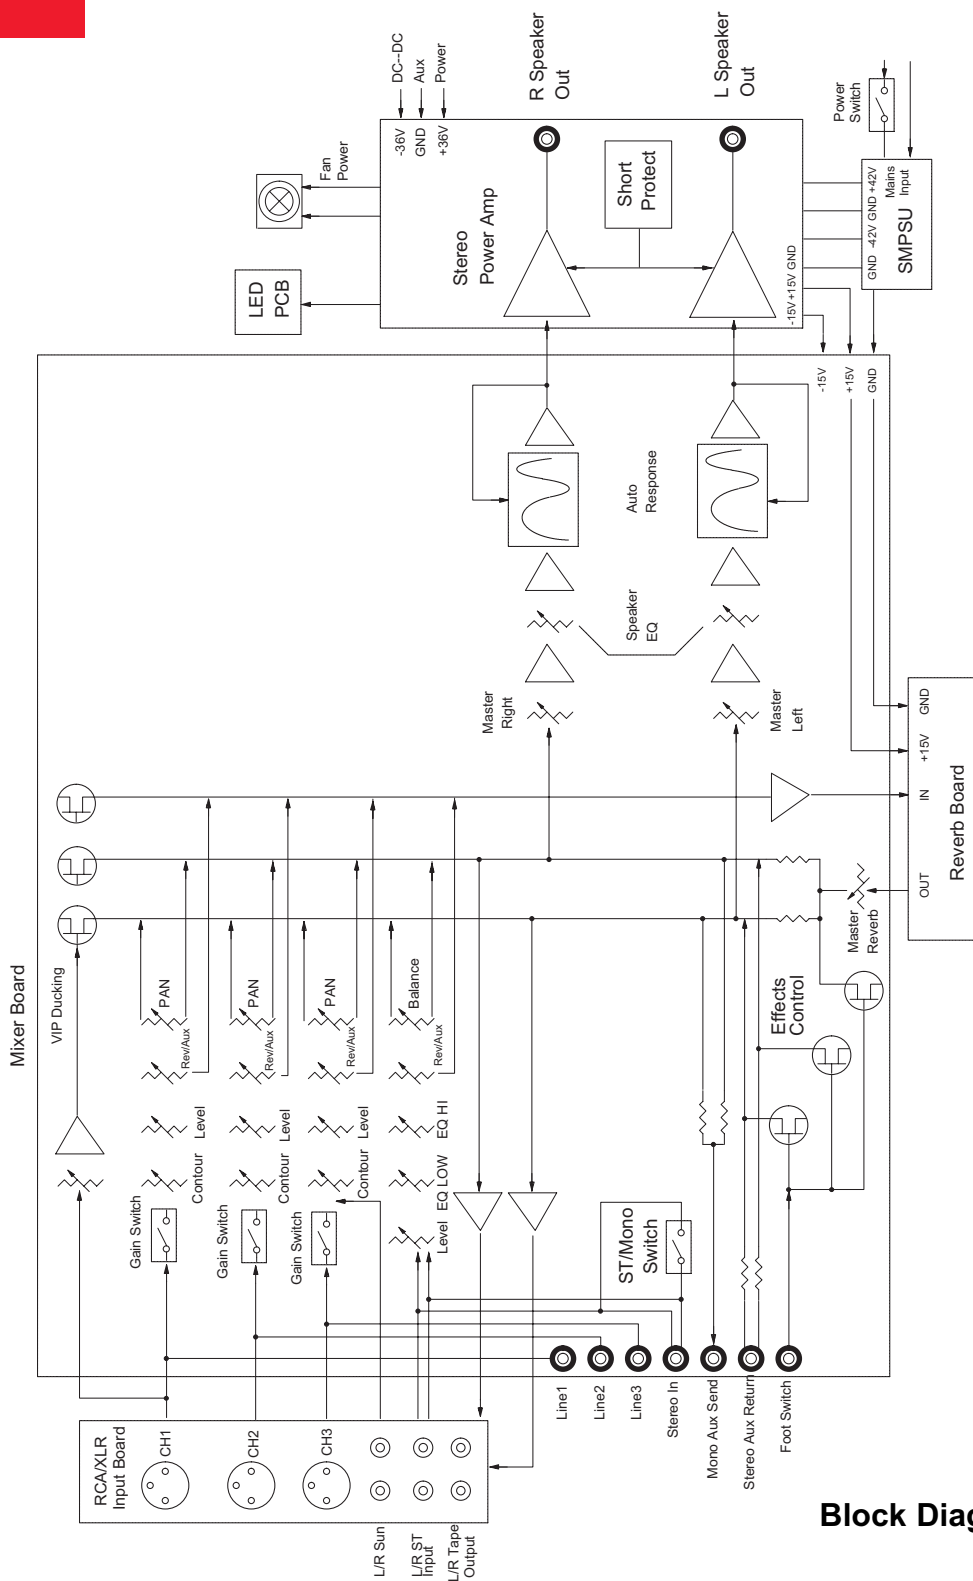 DC--DC
Aux
Power
-36V
GND
+36V
R Speaker
Out
L Speaker
Out
Power
Switch
Fan
Power
LED
PCB
Stereo
Power Amp
Short
Protect
-15V
+15V
GND
GND
-42V
GND
+42V
Mains
Input
SMPSU
-15V
+15V
GND
Auto
Response
Speaker
EQ
Master
Right
Master
Left
GND
+15V
IN
OUT
Reverb Board
Master
Reverb
Mixer Board
VIP Ducking
PAN
PAN
PAN
Balance
Rev/Aux
Rev/Aux
Rev/Aux
Rev/Aux
Level
Level
Level
EQ HI
Contour
Contour
Contour
EQ LOW
Level
Gain Switch
Gain Switch
Gain Switch
ST/Mono
Switch
Effects
Control
RCA/XLR
Input Board
CH1
CH2
CH3
L/R Sun
L/R ST
Input
L/R Tape
Output
Line1
Line2
Line3
Stereo In
Mono Aux Send
Stereo Aux Return
Foot Switch
Block Diag